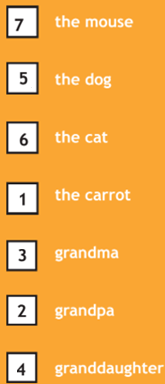 7 the mouse
5 the dog
6 the cat
1 the carrot
3 grandma
2 grandpa
4 granddaughter